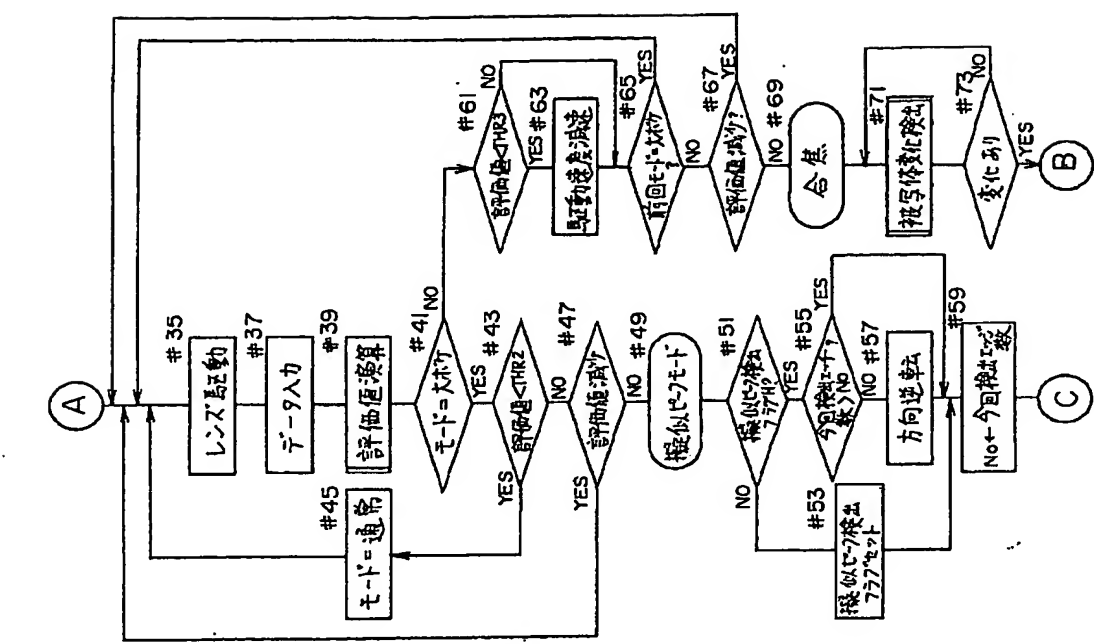 A
#35
レンズ駆動
#37
データ入力
#39
評価値演算
#41
モード=大ボケ
NO
YES
#43
評価値<THR2
YES
NO
#45
モード=通常
#47
評価値減少
YES
NO
#49
擬似ピークモード
#51
擬似ピーク検出
フラグ1?
NO
YES
#53
擬似ピーク検出
フラグセット
#55
今回検出エッヂ
数>No
?
YES
NO
#57
方向逆転
#59
No←今回検出エッヂ数
C
#61
評価値<THR3
NO
YES
#63
駆動速度減速
#65
前回モード=大ボケ
?
YES
NO
#67
評価値減少?
YES
NO
#69
合焦
#71
被写体変化検出
#73
変化あり
NO
YES
B